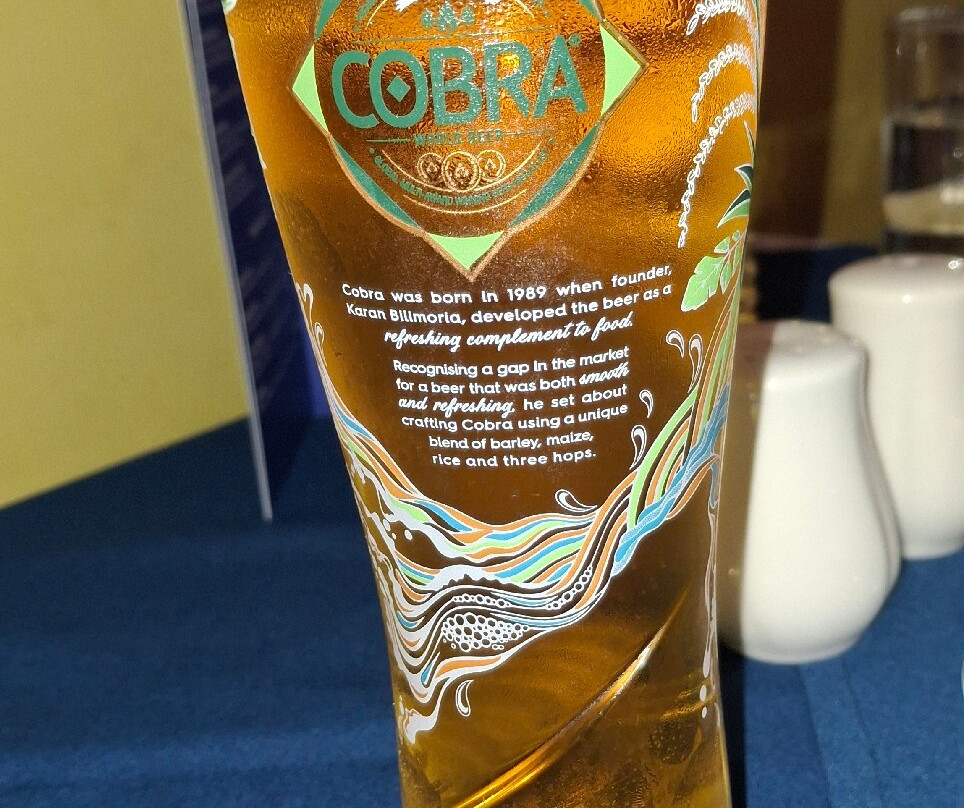 COBRA
WORLD BEER
Cobra was born in 1989 when founder,
Karan Bilimoria, developed the beer as a
refreshing complement to food.
Recognising a gap in the market
for a beer that was both smooth
and refreshing, he set about
crafting Cobra using a unique
blend of barley, maize,
rice and three hops.